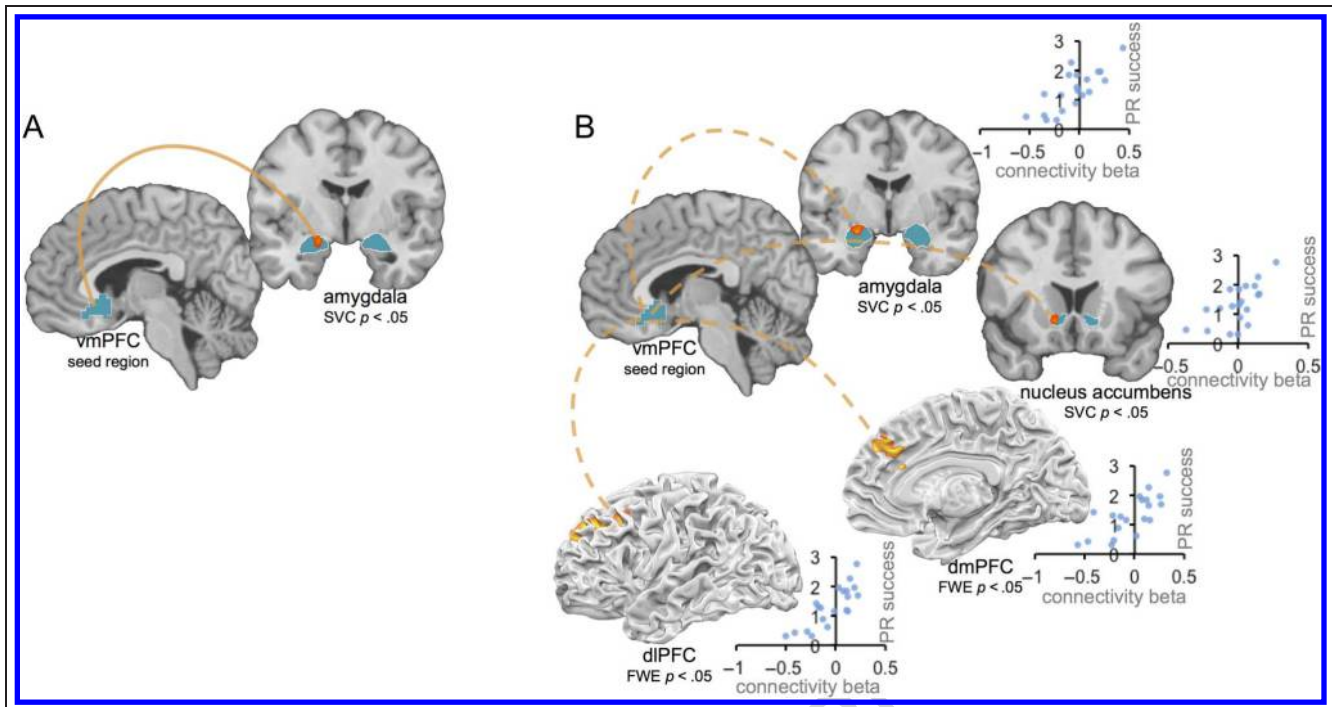 A
vmPFC
seed region
amygdala
SVC p < .05
B
vmPFC
seed region
amygdala
SVC p < .05
3
2
1
0
−1
−0.5
0
0.5
connectivity beta
PR success
nucleus accumbens
SVC p < .05
3
2
1
0
−1
−0.5
0
0.5
connectivity beta
PR success
dmPFC
FWE p < .05
3
2
1
0
−1
−0.5
0
0.5
connectivity beta
PR success
dlPFC
FWE p < .05
3
2
1
0
−1
−0.5
0
0.5
connectivity beta
PR success